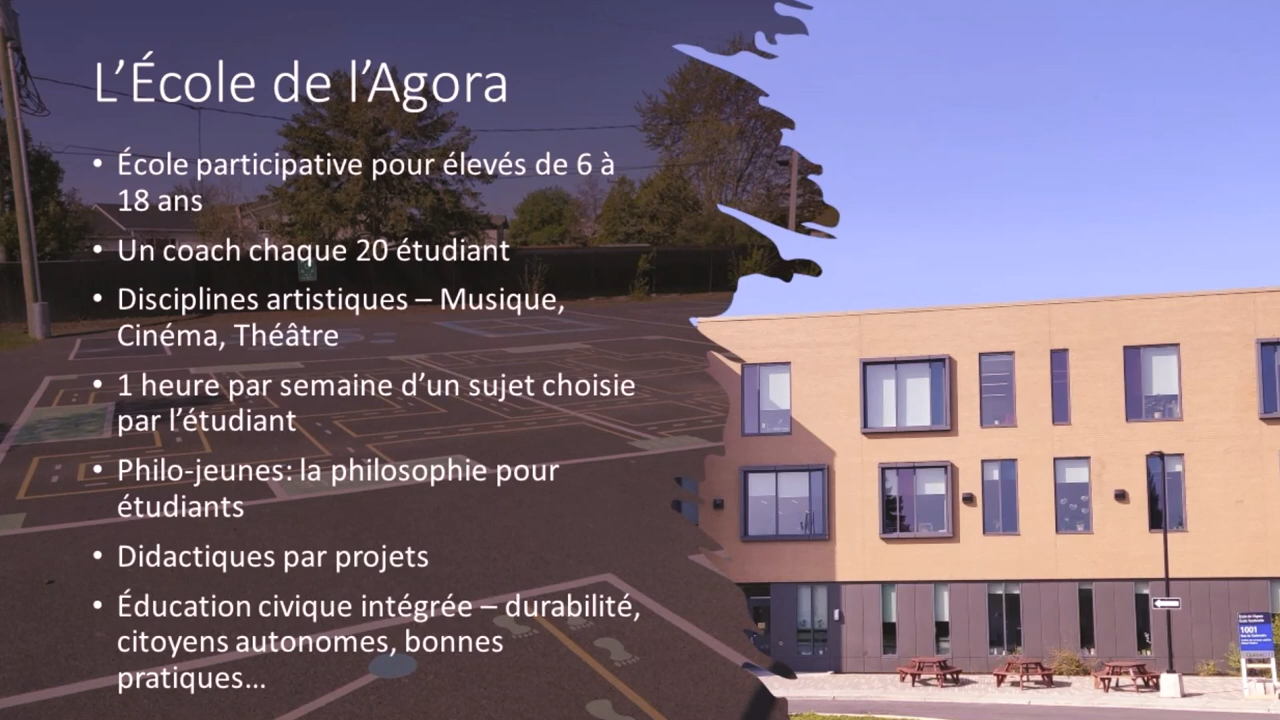 L’École de l’Agora
• École participative pour élevés de 6 à
18 ans
• Un coach chaque 20 étudiant
• Disciplines artistiques – Musique,
Cinéma, Théâtre
• 1 heure par semaine d’un sujet choisie
par l’étudiant
• Philo-jeunes: la philosophie pour
étudiants
• Didactiques par projets
• Éducation civique intégrée – durabilité,
citoyens autonomes, bonnes
pratiques...
1001